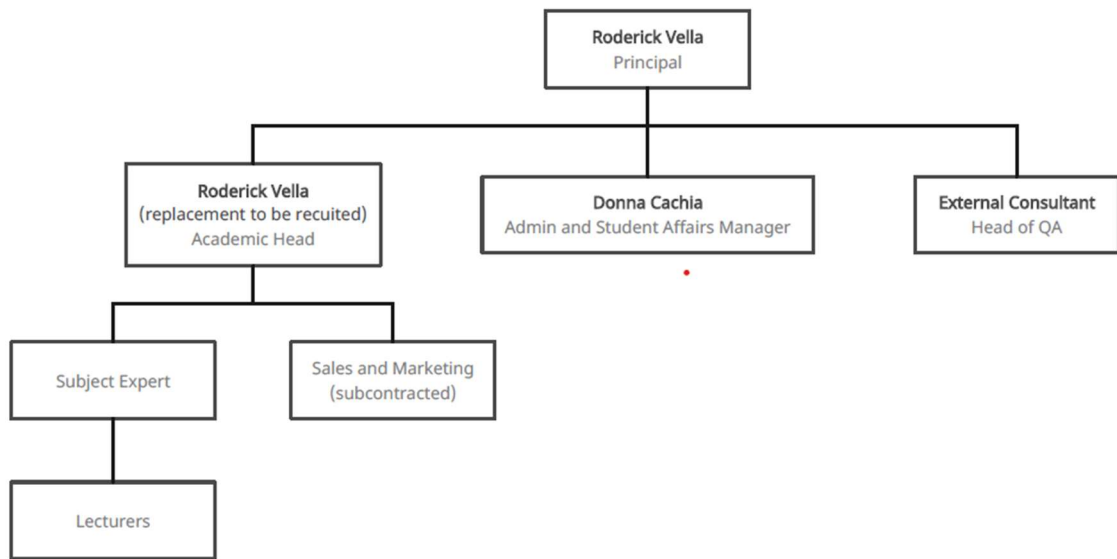 Roderick Vella
Principal
Roderick Vella
(replacement to be recuited)
Academic Head
Donna Cachia
Admin and Student Affairs Manager
External Consultant
Head of QA
Subject Expert
Sales and Marketing
(subcontracted)
Lecturers